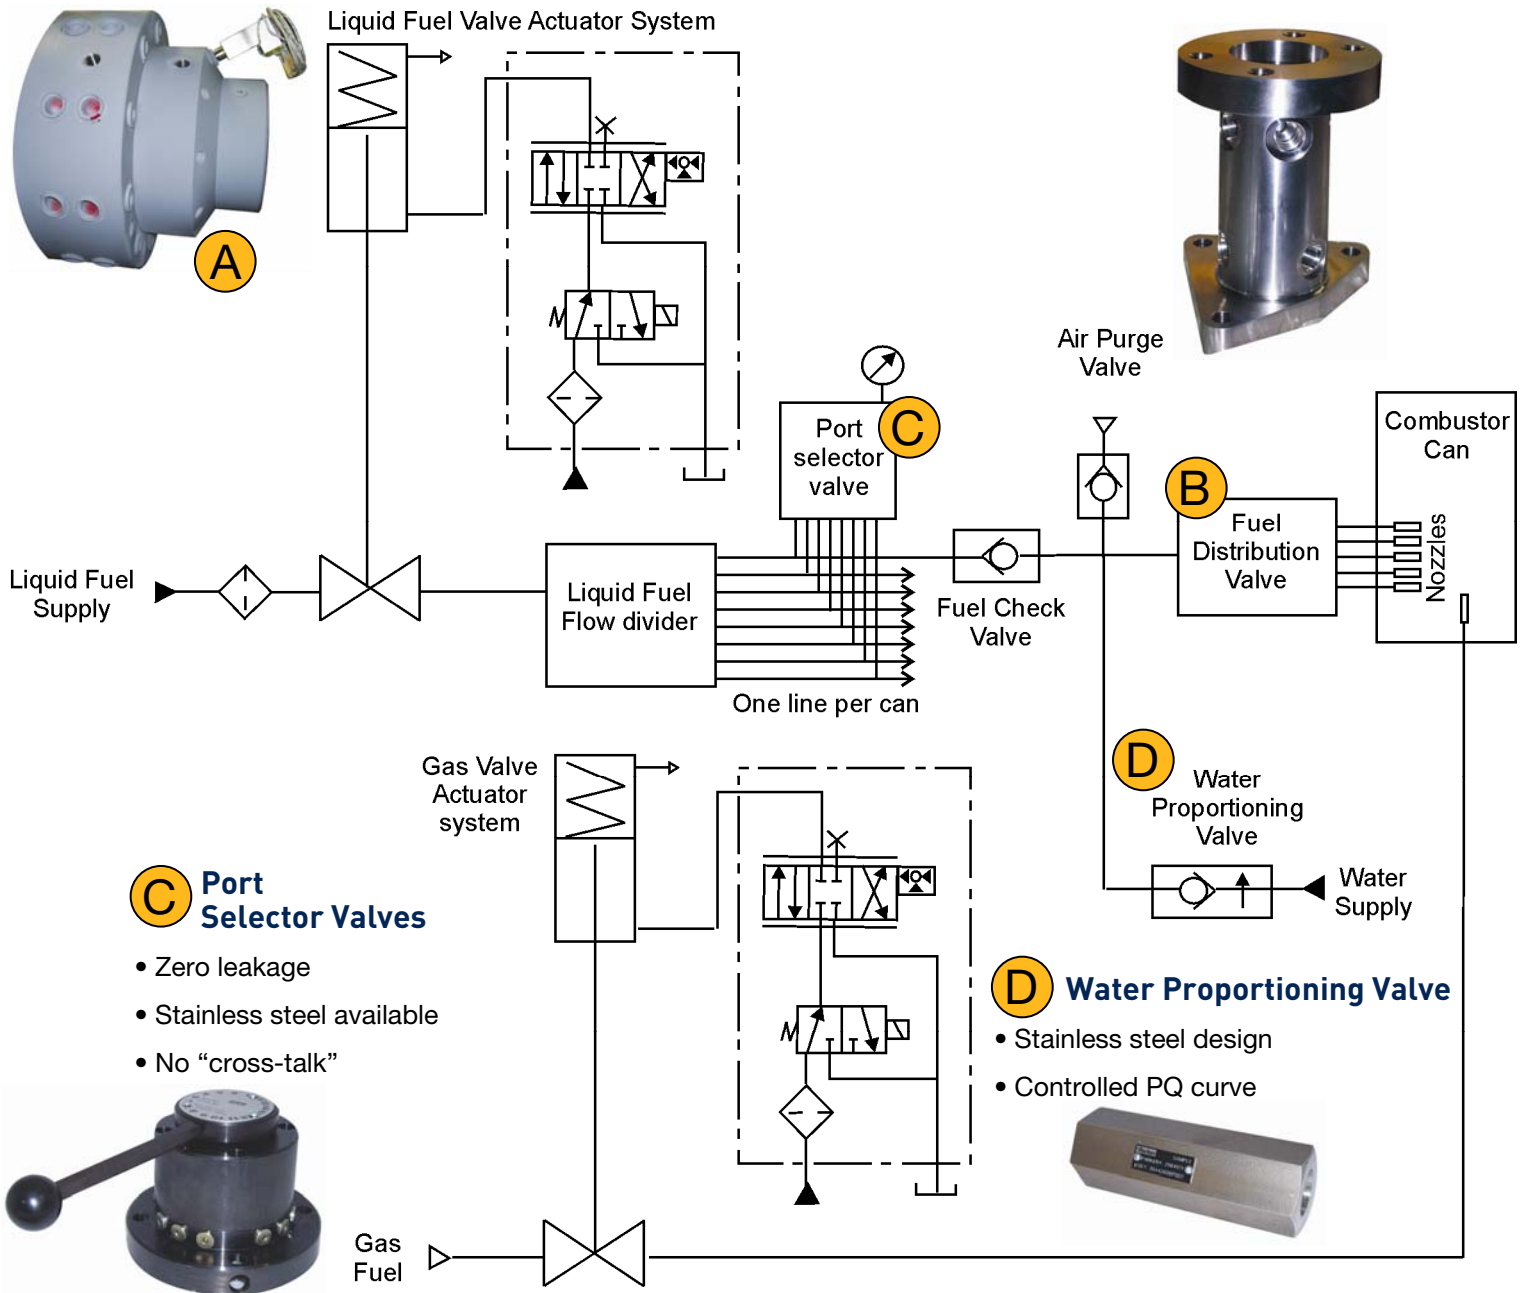 Liquid Fuel Valve Actuator System
A
Air Purge
Valve
Combustor
Can
C
Port
selector
valve
B
Fuel
Distribution
Valve
Nozzles
Liquid Fuel
Supply
Liquid Fuel
Flow divider
Fuel Check
Valve
One line per can
D
Water
Proportioning
Valve
Gas Valve
Actuator
system
Water
Supply
C
Port
Selector Valves
• Zero leakage
• Stainless steel available
• No “cross-talk”
D
Water Proportioning Valve
• Stainless steel design
• Controlled PQ curve
Gas
Fuel